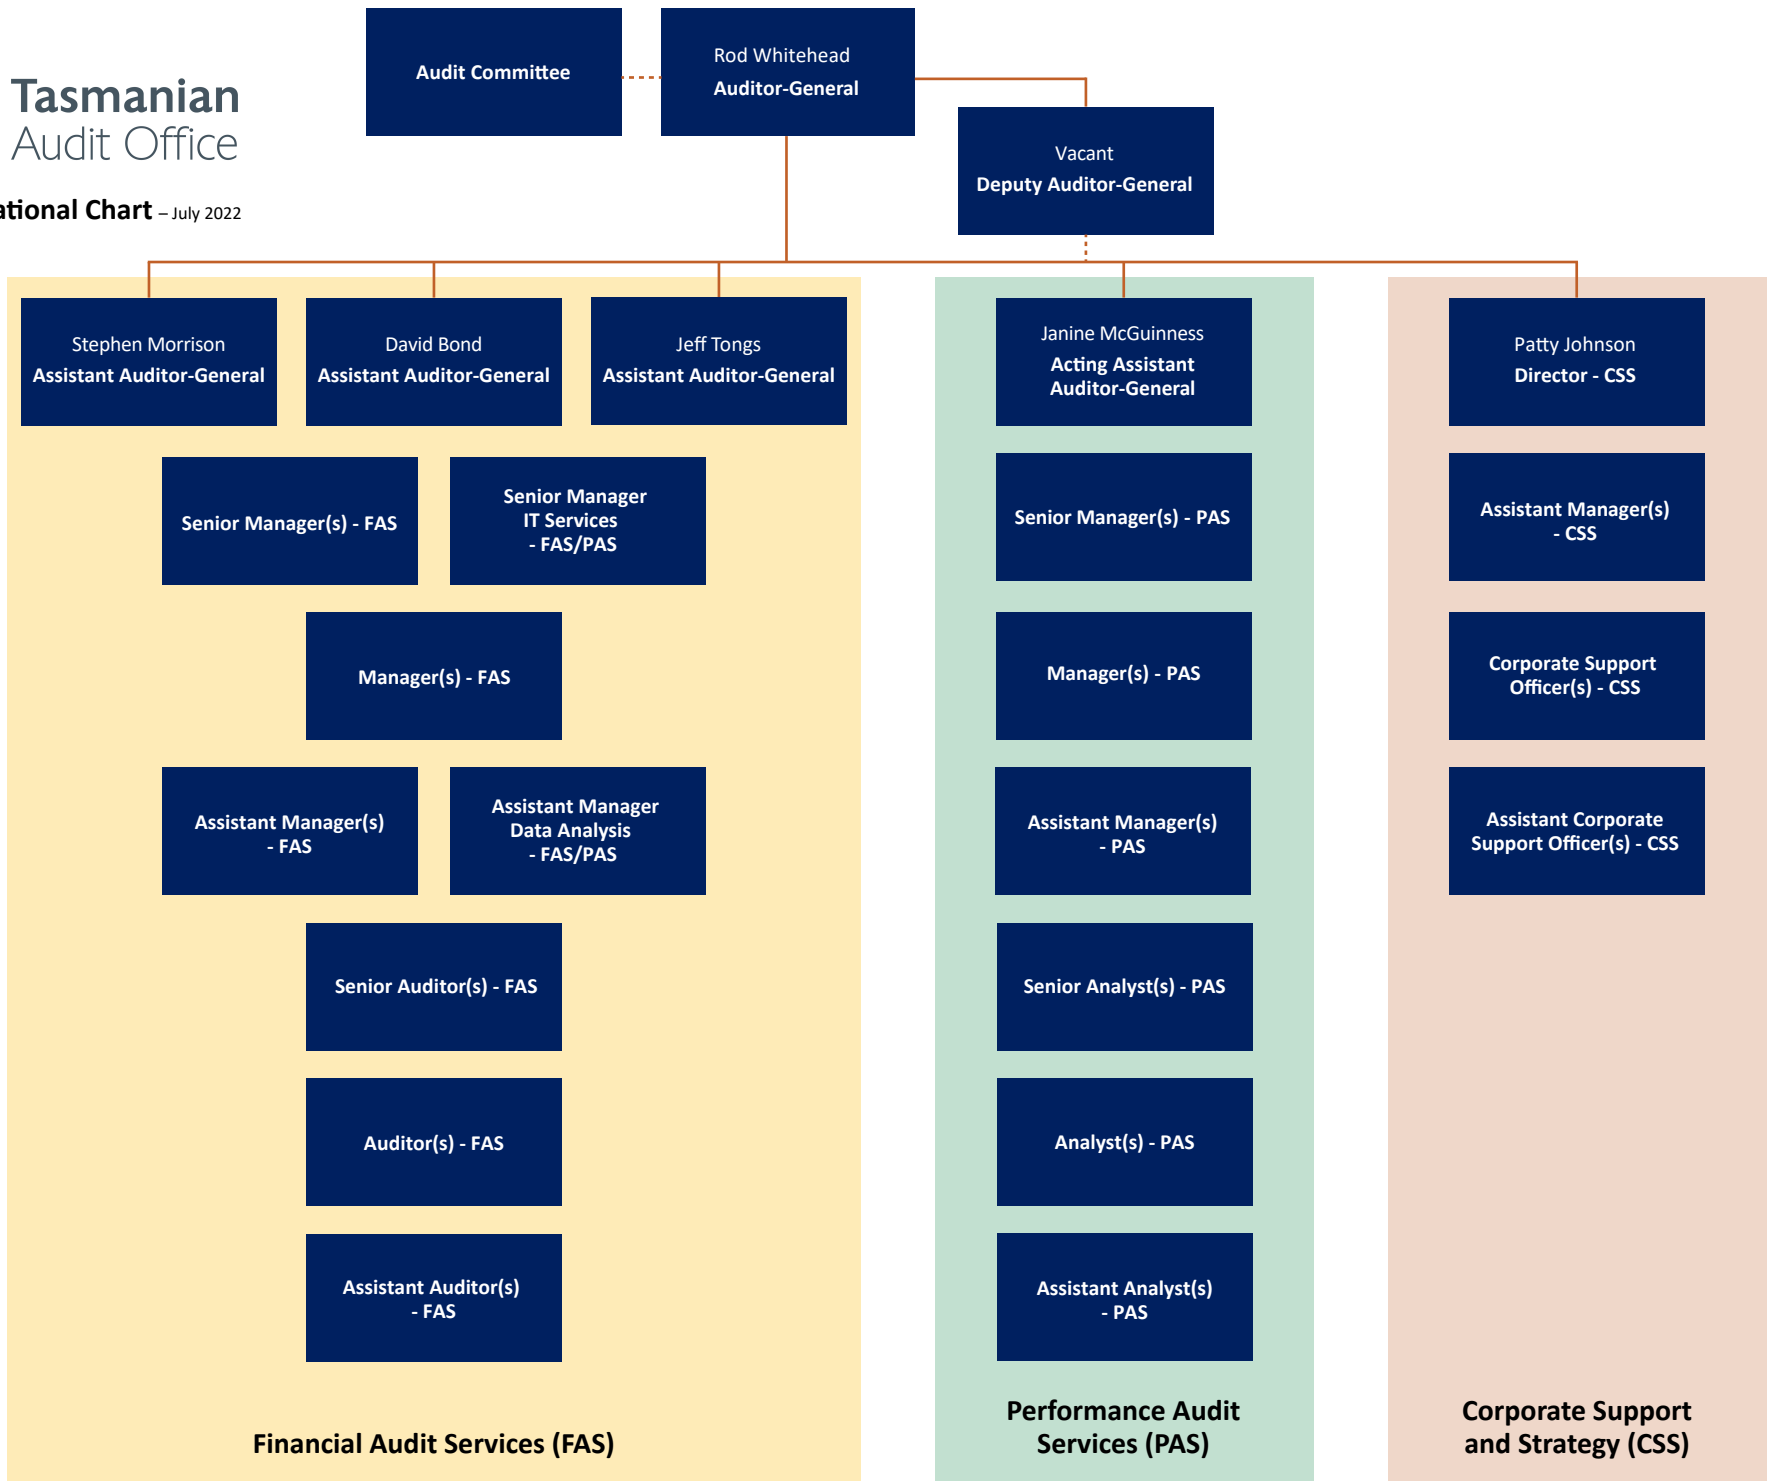 Tasmanian
Audit Office
ational Chart – July 2022
Audit Committee
Rod Whitehead
Auditor-General
Vacant
Deputy Auditor-General
Stephen Morrison
Assistant Auditor-General
David Bond
Assistant Auditor-General
Jeff Tongs
Assistant Auditor-General
Janine McGuinness
Acting Assistant
Auditor-General
Patty Johnson
Director - CSS
Senior Manager(s) - FAS
Senior Manager
IT Services
- FAS/PAS
Senior Manager(s) - PAS
Assistant Manager(s)
- CSS
Manager(s) - FAS
Manager(s) - PAS
Corporate Support
Officer(s) - CSS
Assistant Manager(s)
- FAS
Assistant Manager
Data Analysis
- FAS/PAS
Assistant Manager(s)
- PAS
Assistant Corporate
Support Officer(s) - CSS
Senior Auditor(s) - FAS
Senior Analyst(s) - PAS
Auditor(s) - FAS
Analyst(s) - PAS
Assistant Auditor(s)
- FAS
Assistant Analyst(s)
- PAS
Financial Audit Services (FAS)
Performance Audit
Services (PAS)
Corporate Support
and Strategy (CSS)